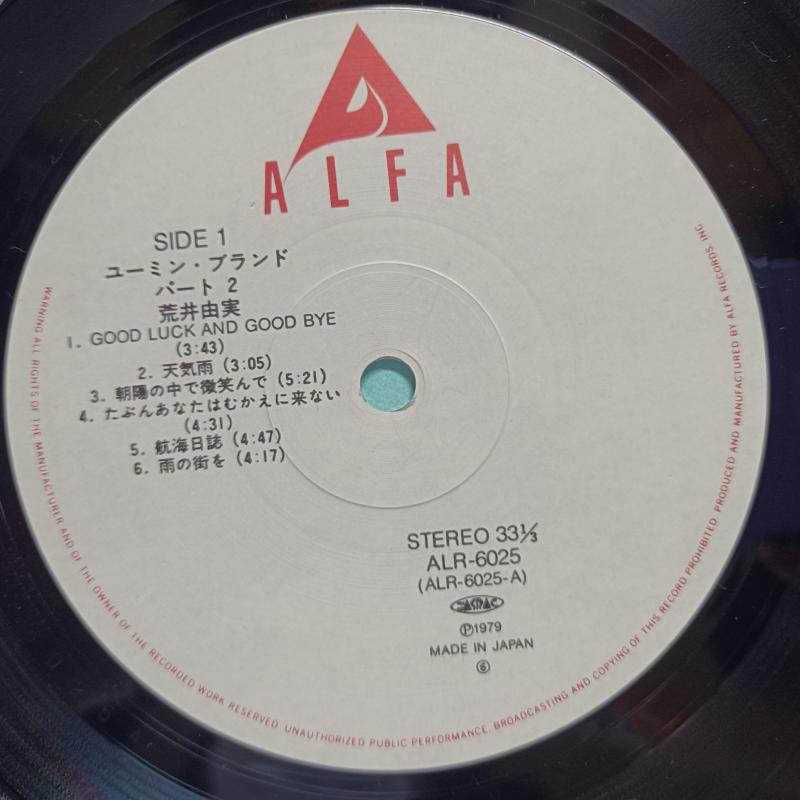 ALFA
SIDE 1
ユーミン・ブランド
パート 2
荒井由実
1. GOOD LUCK AND GOOD BYE
(3:43)
2. 天気雨 (3:05)
3. 朝陽の中で微笑んで (5:21)
4. たぶんあなたはむかえに来ない
(4:31)
5. 航海日誌 (4:47)
6. 雨の街を (4:17)
STEREO 33⅓
ALR-6025
(ALR-6025-A)
JASRAC
Ⓟ1979
MADE IN JAPAN
⑥
WARNING ALL RIGHTS OF THE MANUFACTURER AND OF THE OWNER OF THE RECORDED WORK RESERVED. UNAUTHORIZED PUBLIC PERFORMANCE, BROADCASTING AND COPYING OF THIS RECORD PROHIBITED. PRODUCED AND MANUFACTURED BY ALFA RECORDS, INC.